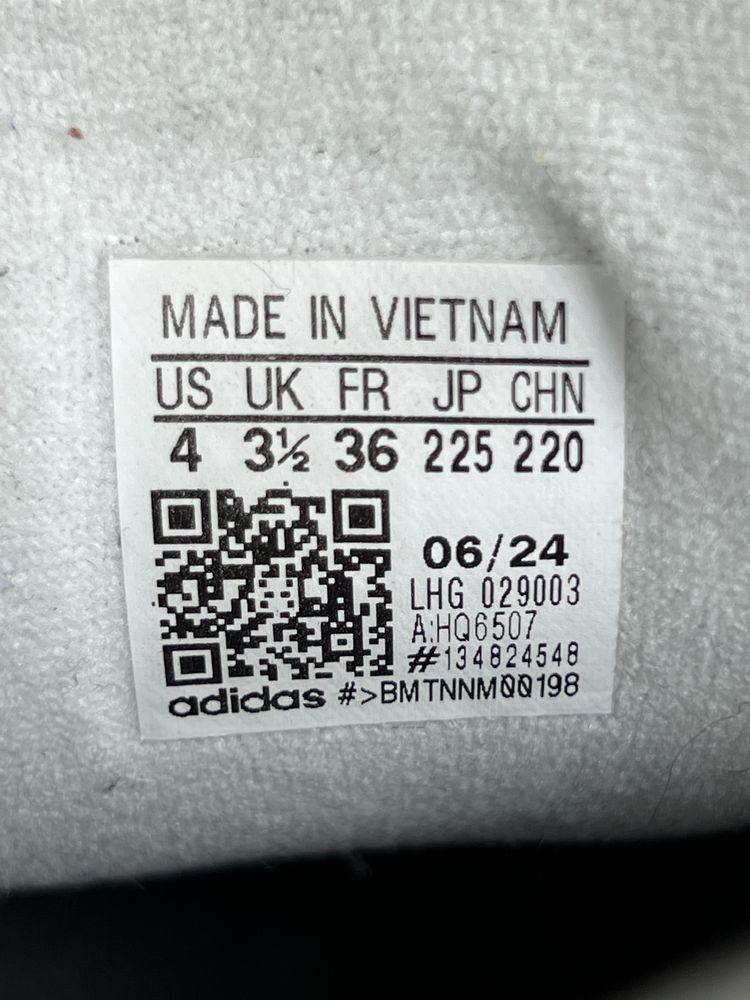 MADE IN VIETNAM
US UK FR JP CHN
4 3½ 36 225 220
06/24
LHG 029003
A:HQ6507
#134824548
adidas #>BMTNNM00198